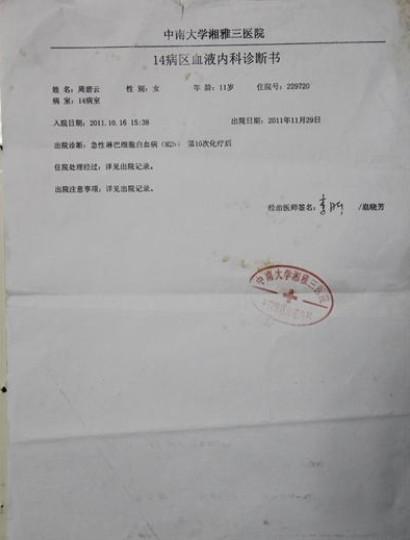 中南大学湘雅三医院
14病区血液内科诊断书
姓 名：周碧云 性 别：女 年 龄：11岁 住院号：229720
病 室：14病室
入院日期：2011.10.16 15:38 出院日期：2011年11月29日
出院诊断：急性淋巴细胞白血病 第10次化疗后
住院处理经过：详见出院记录。
出院注意事项：详见出院记录。
经治医师签名： /扈晓芳
中南大学湘雅三医院